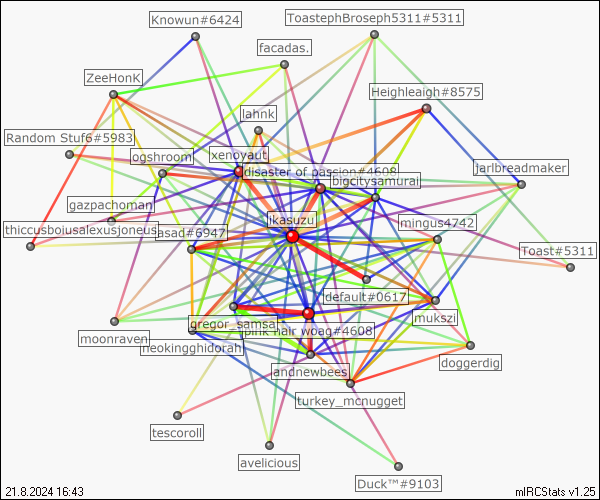 Knowun#6424
ToastephBroseph5311#5311
facadas.
ZeeHonK
Heighleaigh#8575
lahnk
Random Stuf6#5983
ogshroom
xenoyaut
disaster of passion#4608
bigcitysamurai
jarlbreadmaker
gazpachoman
thiccusboiusalexusjoneus
asad#6947
jkasuzu
mingus4742
Toast#5311
default#0617
mukszij
gregor_samsa
pink hair woag#4608
moonraven
neokingghidorah
doggerdig
andnewbees
turkey_mcnugget
tescoroll
avelicious
Duck™#9103
21.8.2024 16:43
mIRCStats v1.25